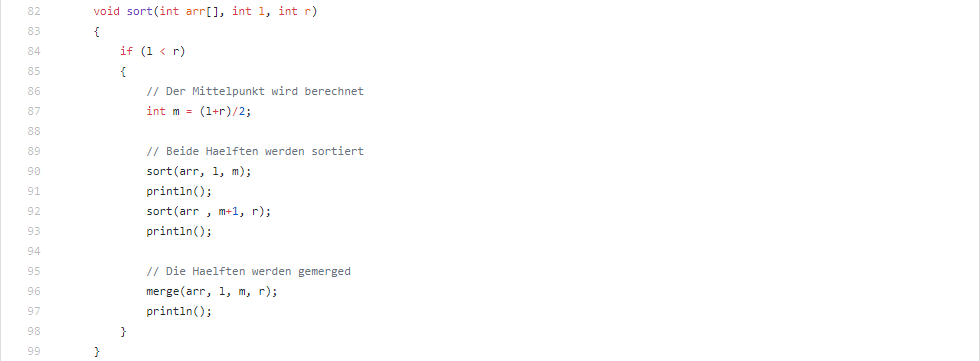 82 void sort(int arr[], int l, int r)
83 {
84 if (l < r)
85 {
86 // Der Mittelpunkt wird berechnet
87 int m = (l+r)/2;
88
89 // Beide Haelften werden sortiert
90 sort(arr, l, m);
91 println();
92 sort(arr , m+1, r);
93 println();
94
95 // Die Haelften werden gemerged
96 merge(arr, l, m, r);
97 println();
98 }
99 }